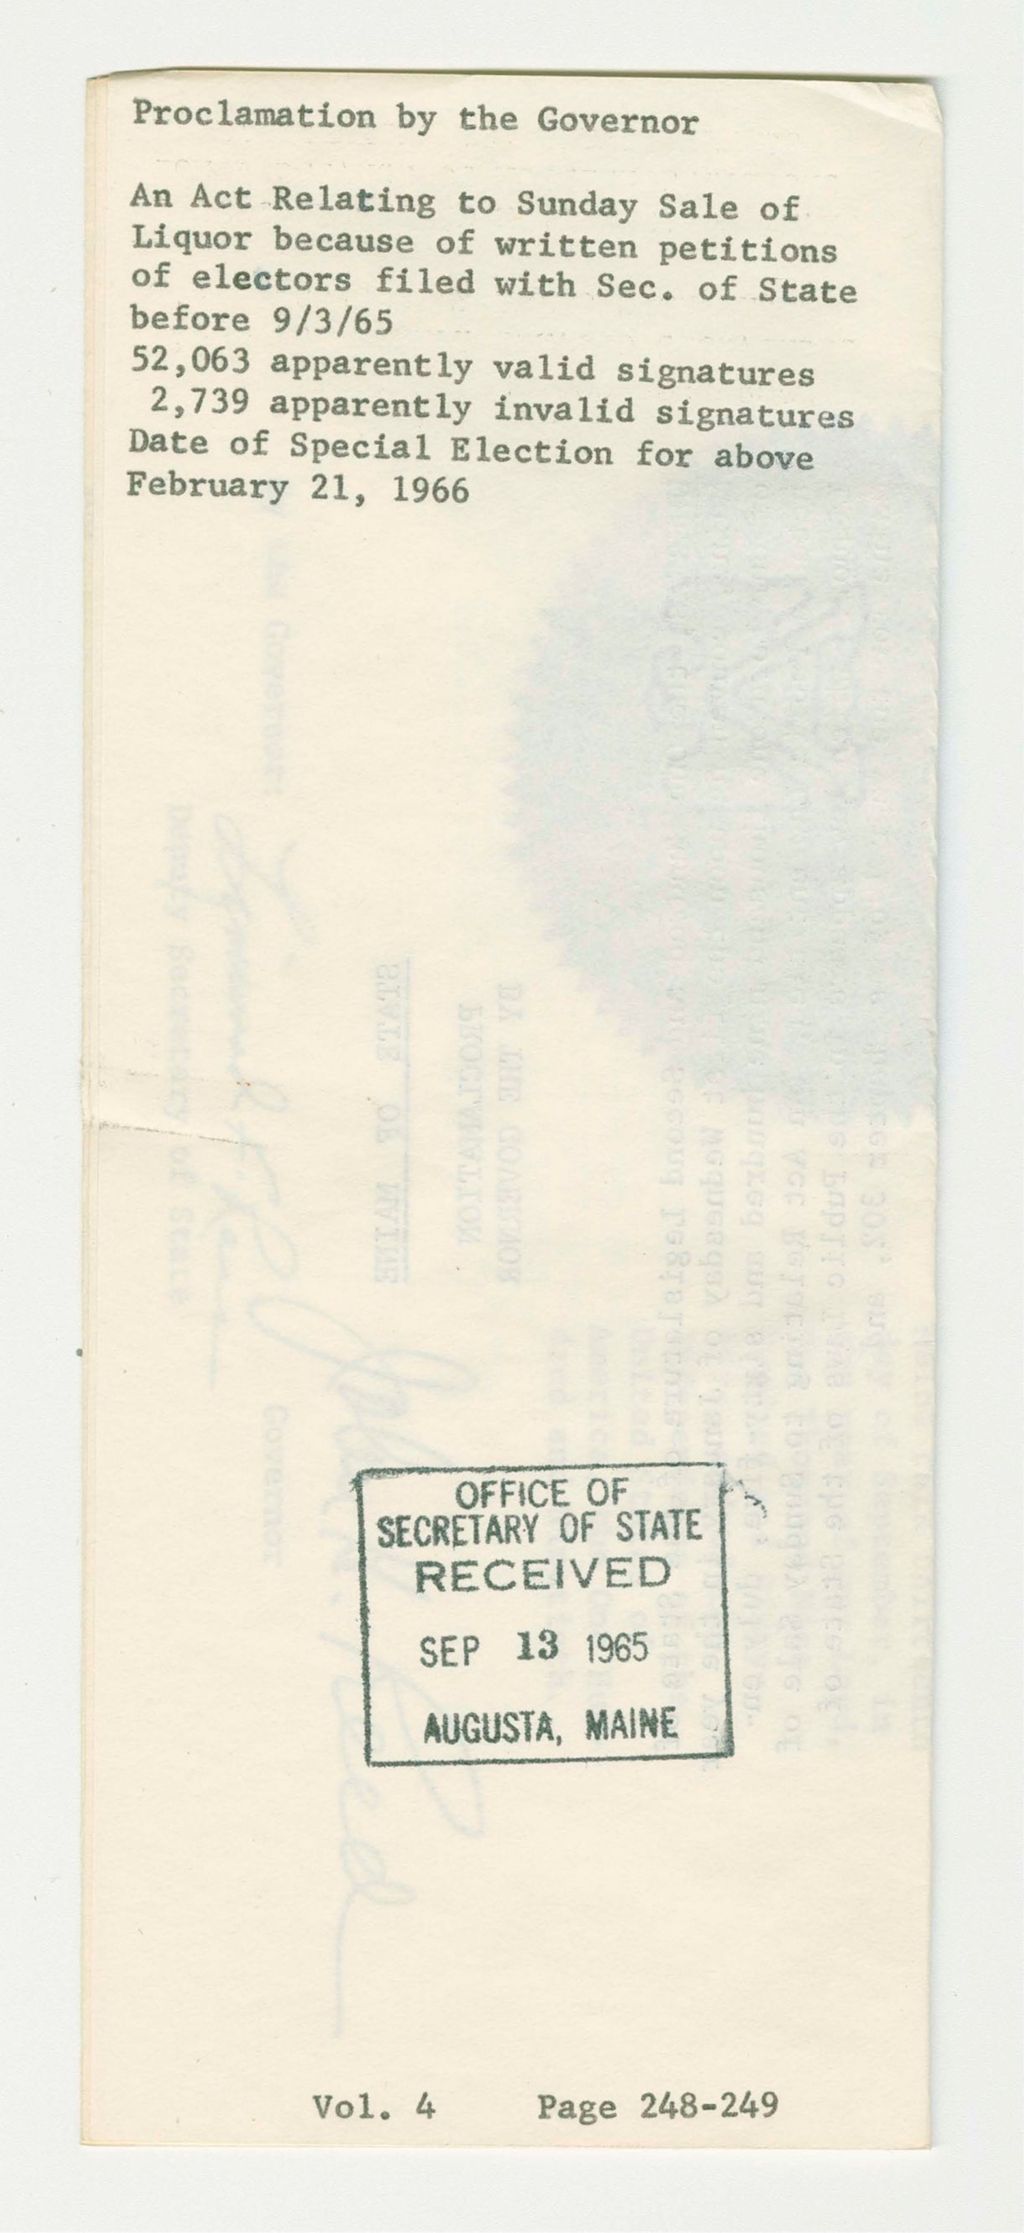 Proclamation by the Governor
An Act Relating to Sunday Sale of
Liquor because of written petitions
of electors filed with Sec. of State
before 9/3/65
52,063 apparently valid signatures
2,739 apparently invalid signatures
Date of Special Election for above
February 21, 1966
OFFICE OF
SECRETARY OF STATE
RECEIVED
SEP 13 1965
AUGUSTA, MAINE
Vol. 4 Page 248-249